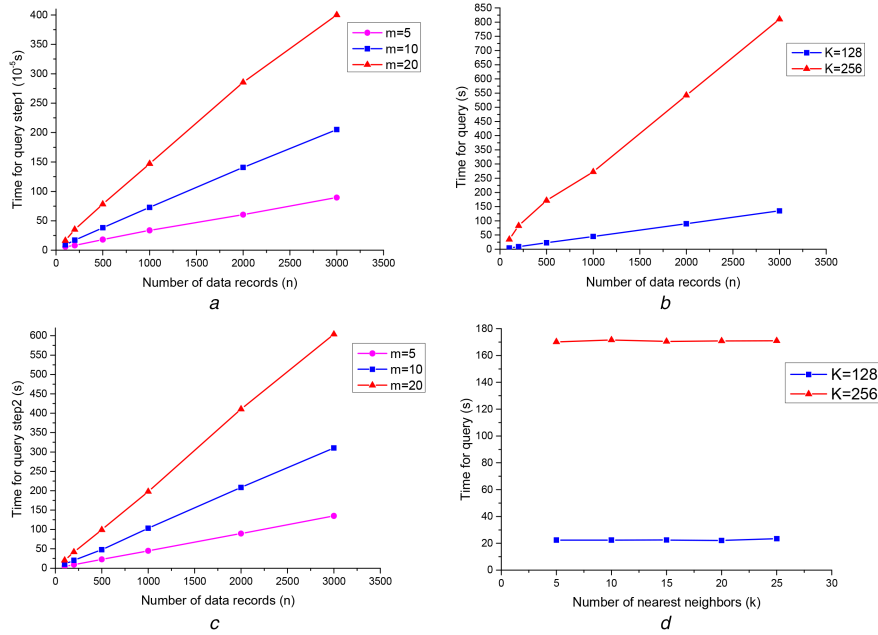 400
350
300
250
200
150
100
50
0
Time for query step1 (10⁻⁵s)
m=5
m=10
m=20
0 500 1000 1500 2000 2500 3000 3500
Number of data records (n)
a
850
800
750
700
650
600
550
500
450
400
350
300
250
200
150
100
50
0
Time for query (s)
K=128
K=256
0 500 1000 1500 2000 2500 3000 3500
Number of data records (n)
b
600
550
500
450
400
350
300
250
200
150
100
50
0
Time for query step2 (s)
m=5
m=10
m=20
0 500 1000 1500 2000 2500 3000 3500
Number of data records (n)
c
180
160
140
120
100
80
60
40
20
0
Time for query (s)
K=128
K=256
0 5 10 15 20 25 30
Number of nearest neighbors (k)
d